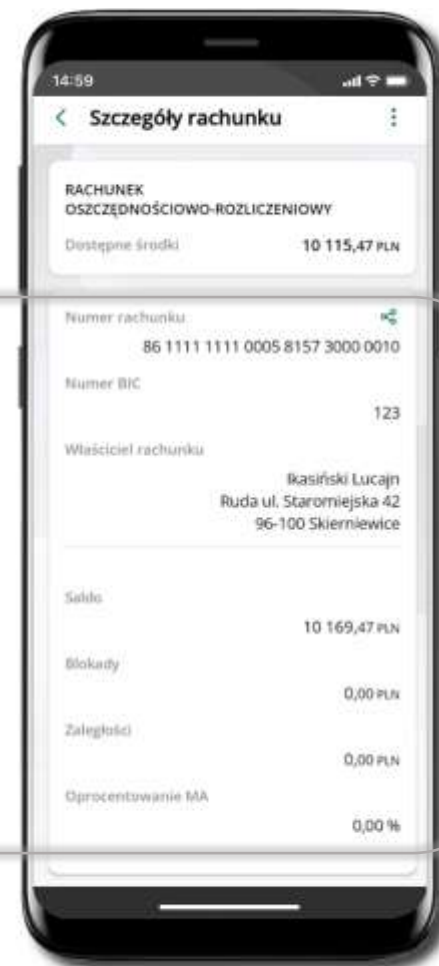 14:59
Szczegóły rachunku
RACHUNEK
OSZCZĘDNOŚCIOWO-ROZLICZENIOWY
Dostępne środki 10 115,47 PLN
Numer rachunku
86 1111 1111 0005 8157 3000 0010
Numer BIC
123
Właściciel rachunku
Ikasiński Lucajn
Ruda ul. Staromiejska 42
96-100 Skierniewice
Saldo
10 169,47 PLN
Blokady
0,00 PLN
Zaległości
0,00 PLN
Oprocentowanie MA
0,00 %